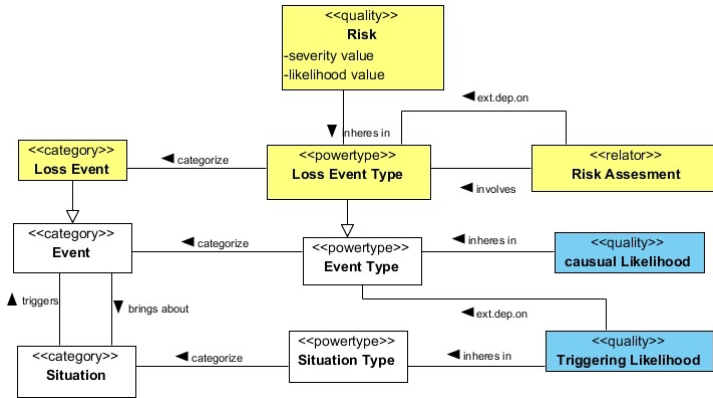 <<quality>>
Risk
-severity value
-likelihood value
ext.dep.on
inheres in
<<category>>
Loss Event
categorize
<<powertype>>
Loss Event Type
involves
<<relator>>
Risk Assesment
<<category>>
Event
categorize
<<powertype>>
Event Type
inheres in
<<quality>>
causual Likelihood
triggers
brings about
ext.dep.on
<<category>>
Situation
categorize
<<powertype>>
Situation Type
inheres in
<<quality>>
Triggering Likelihood